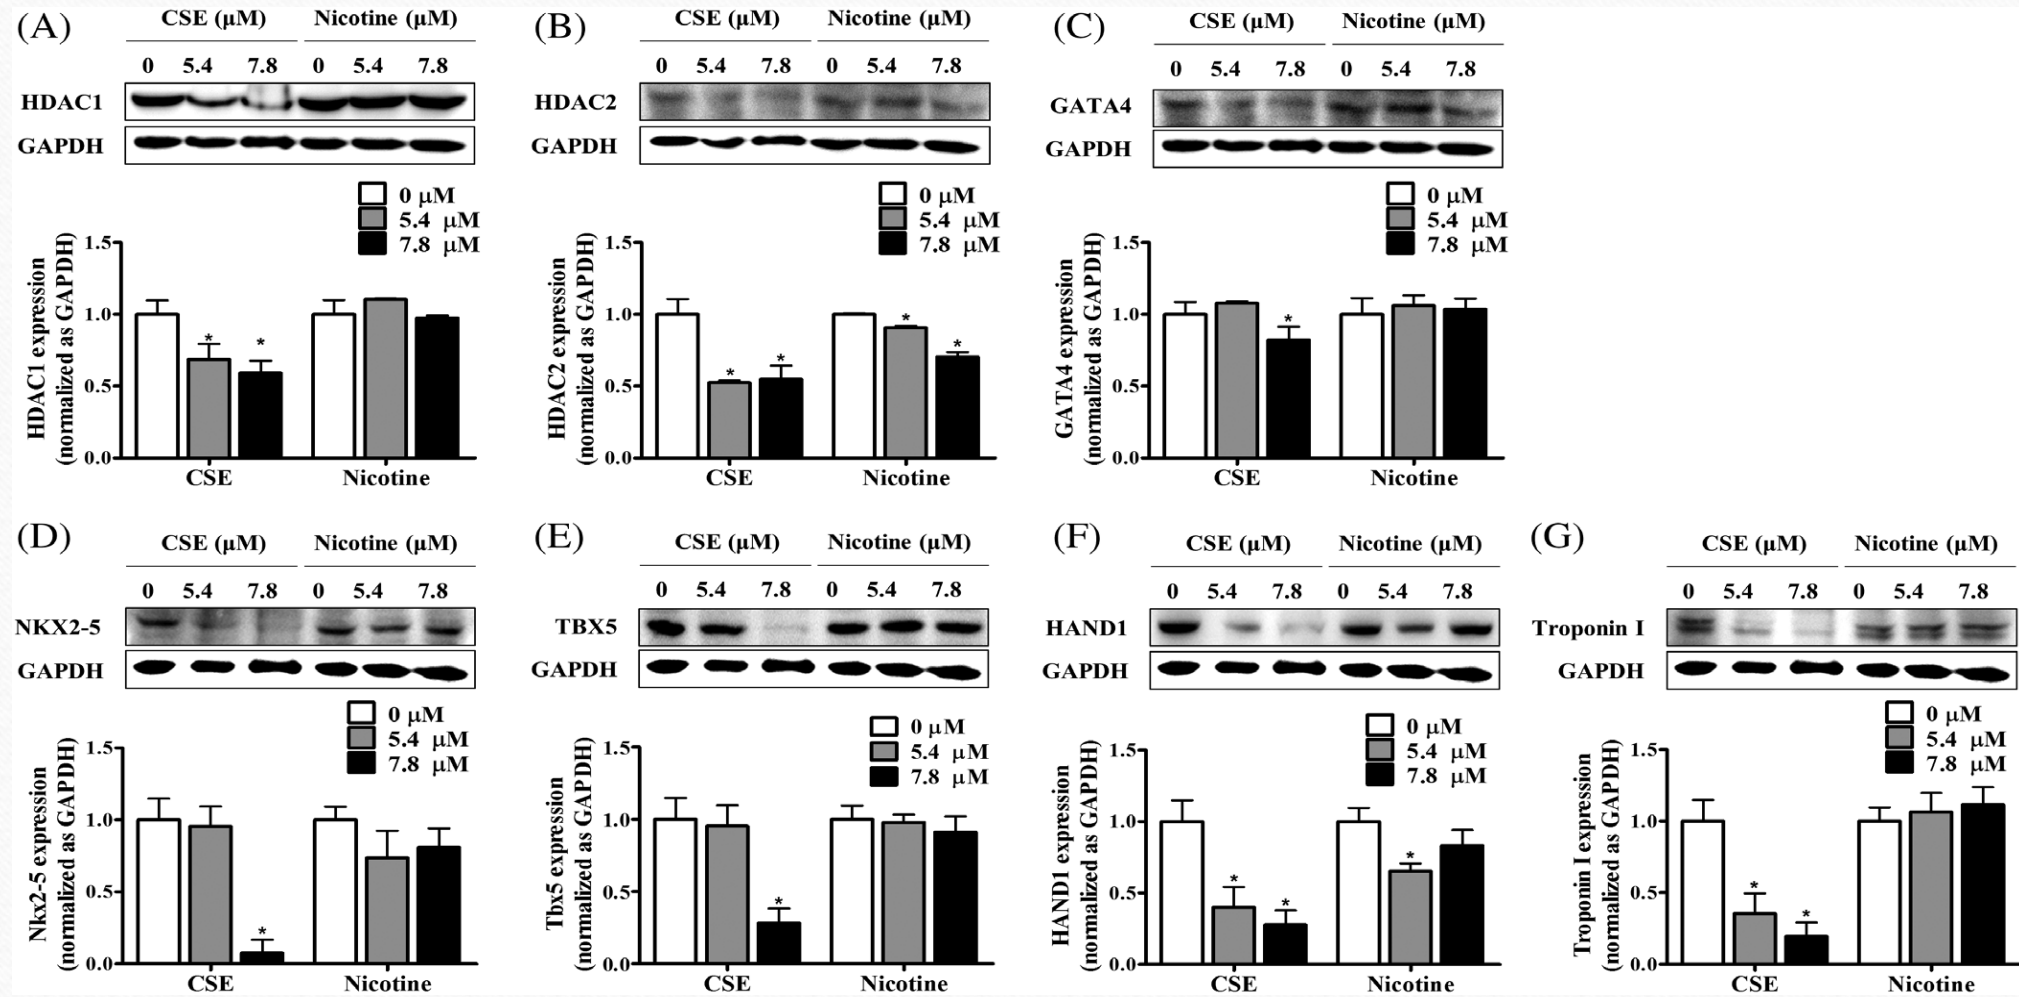 (A)
CSE (μM) Nicotine (μM)
0 5.4 7.8 0 5.4 7.8
HDAC1
GAPDH
0 μM
5.4 μM
7.8 μM
HDAC1 expression
(normalized as GAPDH)
1.5
1.0
0.5
0.0
* *
CSE Nicotine
(B)
CSE (μM) Nicotine (μM)
0 5.4 7.8 0 5.4 7.8
HDAC2
GAPDH
0 μM
5.4 μM
7.8 μM
HDAC2 expression
(normalized as GAPDH)
1.5
1.0
0.5
0.0
* * * *
CSE Nicotine
(C)
CSE (μM) Nicotine (μM)
0 5.4 7.8 0 5.4 7.8
GATA4
GAPDH
0 μM
5.4 μM
7.8 μM
GATA4 expression
(normalized as GAPDH)
1.5
1.0
0.5
0.0
*
CSE Nicotine
(D)
CSE (μM) Nicotine (μM)
0 5.4 7.8 0 5.4 7.8
NKX2-5
GAPDH
0 μM
5.4 μM
7.8 μM
Nkx2-5 expression
(normalized as GAPDH)
1.5
1.0
0.5
0.0
*
CSE Nicotine
(E)
CSE (μM) Nicotine (μM)
0 5.4 7.8 0 5.4 7.8
TBX5
GAPDH
0 μM
5.4 μM
7.8 μM
Tbx5 expression
(normalized as GAPDH)
1.5
1.0
0.5
0.0
*
CSE Nicotine
(F)
CSE (μM) Nicotine (μM)
0 5.4 7.8 0 5.4 7.8
HAND1
GAPDH
0 μM
5.4 μM
7.8 μM
HAND1 expression
(normalized as GAPDH)
1.5
1.0
0.5
0.0
* * *
CSE Nicotine
(G)
CSE (μM) Nicotine (μM)
0 5.4 7.8 0 5.4 7.8
Troponin I
GAPDH
0 μM
5.4 μM
7.8 μM
Troponin I expression
(normalized as GAPDH)
1.5
1.0
0.5
0.0
* *
CSE Nicotine